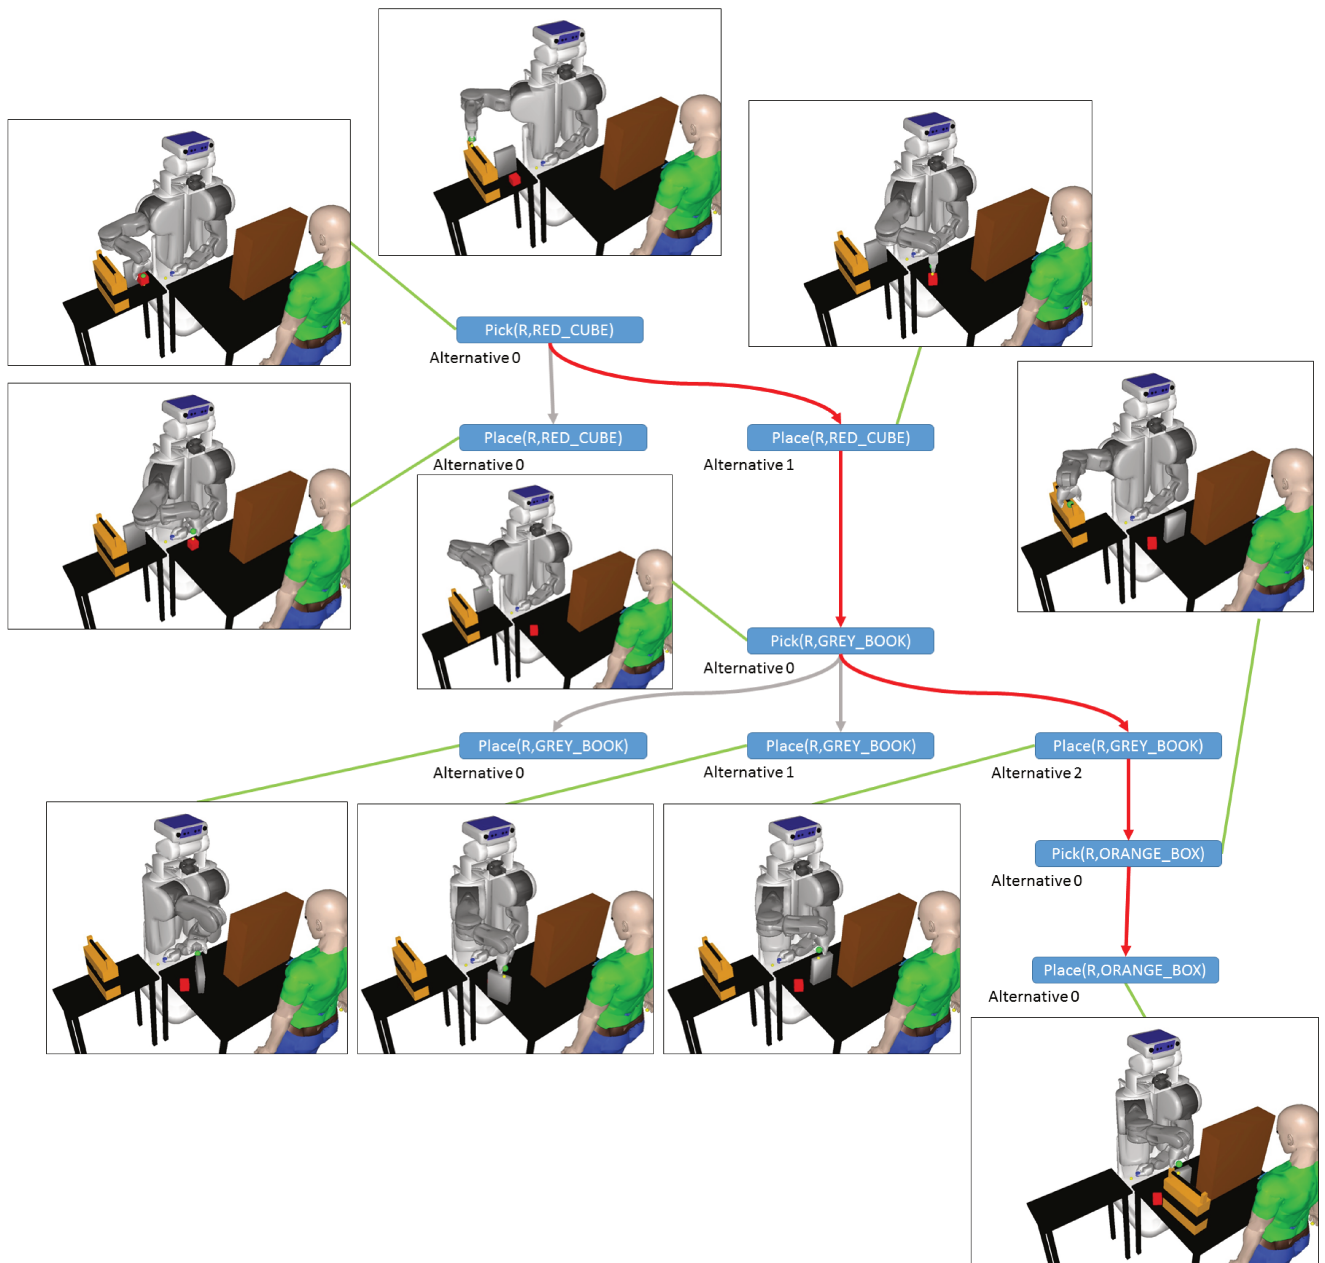 Pick(R,RED_CUBE)
Alternative 0
Place(R,RED_CUBE)
Alternative 0
Place(R,RED_CUBE)
Alternative 1
Pick(R,GREY_BOOK)
Alternative 0
Place(R,GREY_BOOK)
Alternative 0
Place(R,GREY_BOOK)
Alternative 1
Place(R,GREY_BOOK)
Alternative 2
Pick(R,ORANGE_BOX)
Alternative 0
Place(R,ORANGE_BOX)
Alternative 0